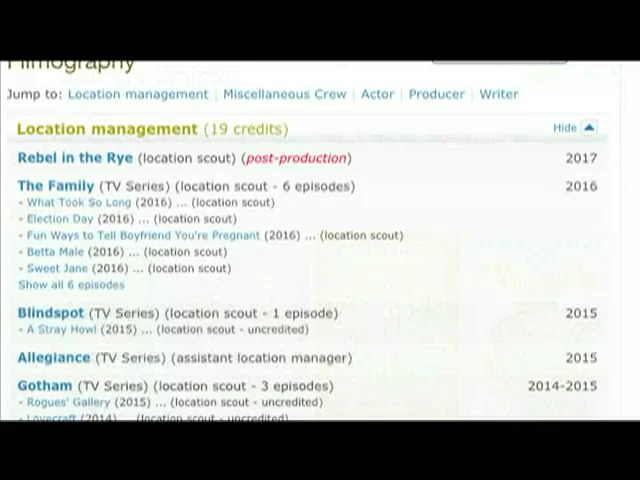 Filmography
Jump to: Location management | Miscellaneous Crew | Actor | Producer | Writer
Location management (19 credits) Hide
Rebel in the Rye (location scout) (post-production) 2017
The Family (TV Series) (location scout - 6 episodes) 2016
- What Took So Long (2016) ... (location scout)
- Election Day (2016) ... (location scout)
- Fun Ways to Tell Boyfriend You're Pregnant (2016) ... (location scout)
- Betta Male (2016) ... (location scout)
- Sweet Jane (2016) ... (location scout)
Show all 6 episodes
Blindspot (TV Series) (location scout - 1 episode) 2015
- A Stray Howl (2015) ... (location scout - uncredited)
Allegiance (TV Series) (assistant location manager) 2015
Gotham (TV Series) (location scout - 3 episodes) 2014-2015
- Rogues' Gallery (2015) ... (location scout - uncredited)
- Lovecraft (2014) ... (location scout - uncredited)